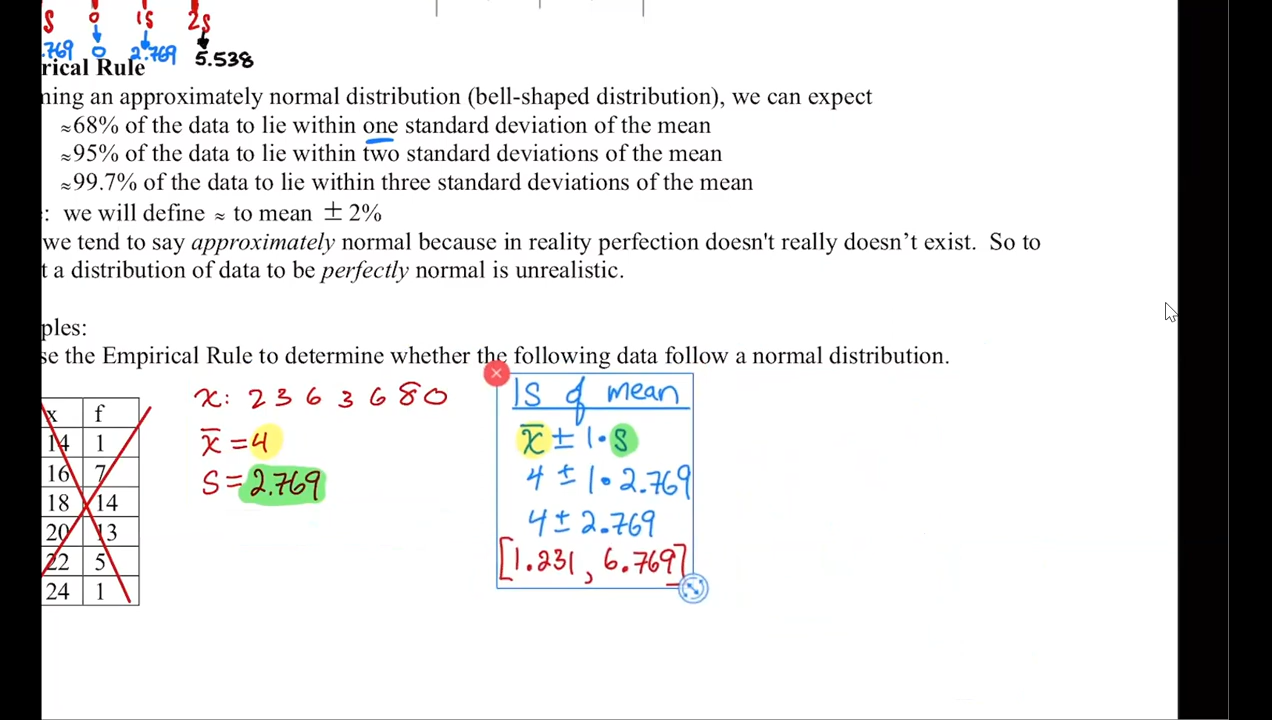 S 0 1S 2S
.769 0 2.769 5.538
rical Rule
ning an approximately normal distribution (bell-shaped distribution), we can expect
≈68% of the data to lie within one standard deviation of the mean
≈95% of the data to lie within two standard deviations of the mean
≈99.7% of the data to lie within three standard deviations of the mean
: we will define ≈ to mean ± 2%
we tend to say approximately normal because in reality perfection doesn't really doesn’t exist. So to
t a distribution of data to be perfectly normal is unrealistic.
ples:
se the Empirical Rule to determine whether the following data follow a normal distribution.
x f
14 1
16 7
18 14
20 13
22 5
24 1
x: 2 3 6 3 6 8 0
x̄ = 4
S = 2.769
1S of mean
x̄ ± 1 • S
4 ± 1 • 2.769
4 ± 2.769
[1.231, 6.769]